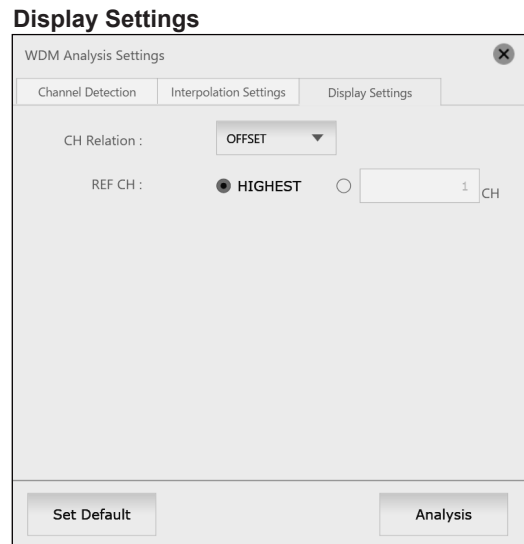 Display Settings
WDM Analysis Settings
Channel Detection Interpolation Settings Display Settings
CH Relation : OFFSET
REF CH : HIGHEST 1 CH
Set Default Analysis